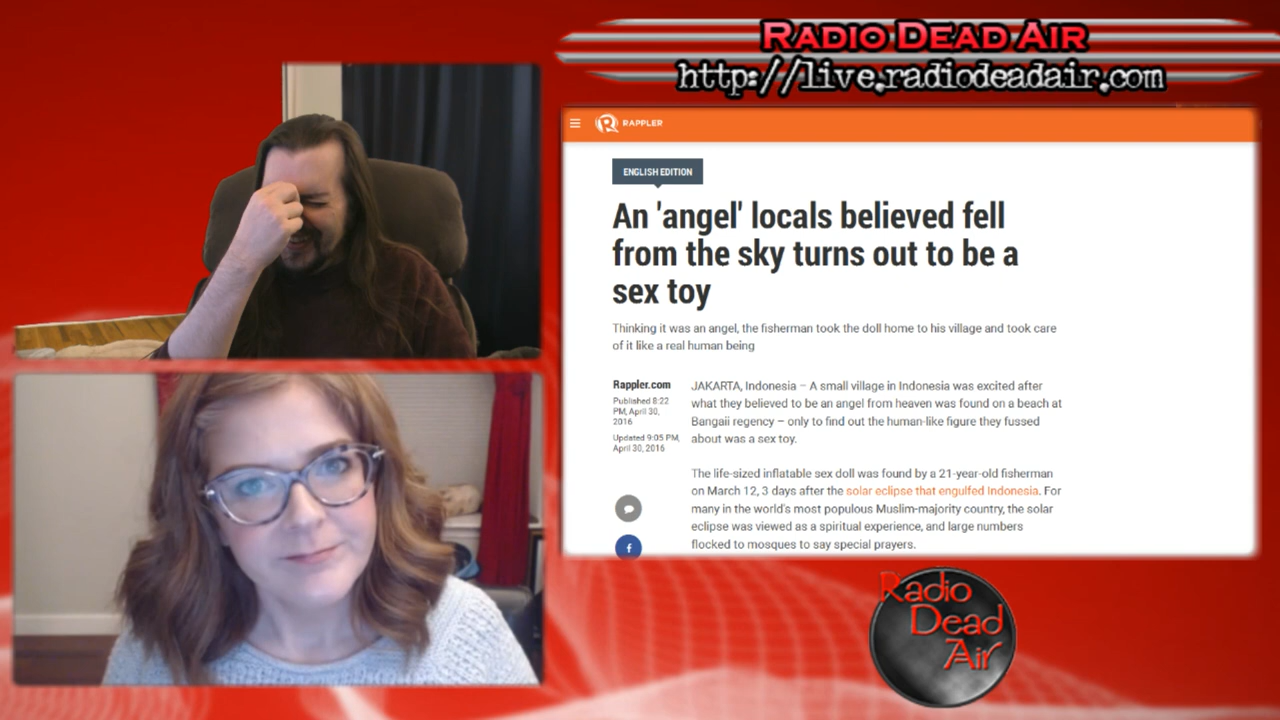 Radio Dead Air
http://live.radiodeadair.com
RAPPLER
ENGLISH EDITION
An 'angel' locals believed fell
from the sky turns out to be a
sex toy
Thinking it was an angel, the fisherman took the doll home to his village and took care
of it like a real human being
Rappler.com
Published 8:22
PM, April 30,
2016
Updated 9:05 PM,
April 30, 2016
JAKARTA, Indonesia – A small village in Indonesia was excited after
what they believed to be an angel from heaven was found on a beach at
Bangaii regency – only to find out the human-like figure they fussed
about was a sex toy.
The life-sized inflatable sex doll was found by a 21-year-old fisherman
on March 12, 3 days after the solar eclipse that engulfed Indonesia. For
many in the world's most populous Muslim-majority country, the solar
eclipse was viewed as a spiritual experience, and large numbers
flocked to mosques to say special prayers.
Radio
Dead
Air